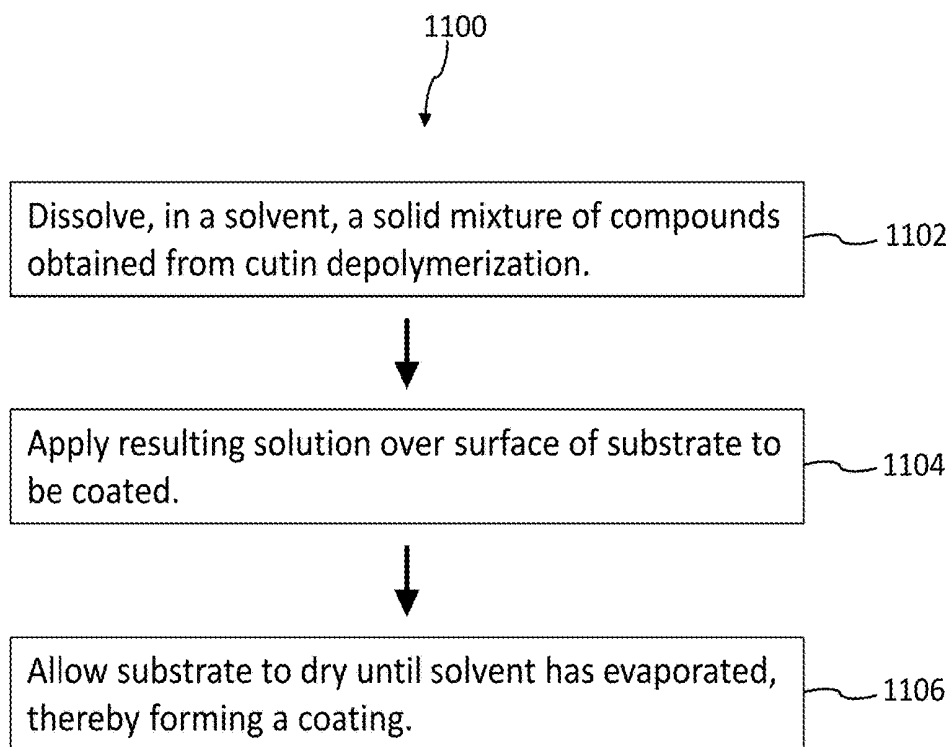 1100
Dissolve, in a solvent, a solid mixture of compounds
obtained from cutin depolymerization.
1102
Apply resulting solution over surface of substrate to
be coated.
1104
Allow substrate to dry until solvent has evaporated,
thereby forming a coating.
1106